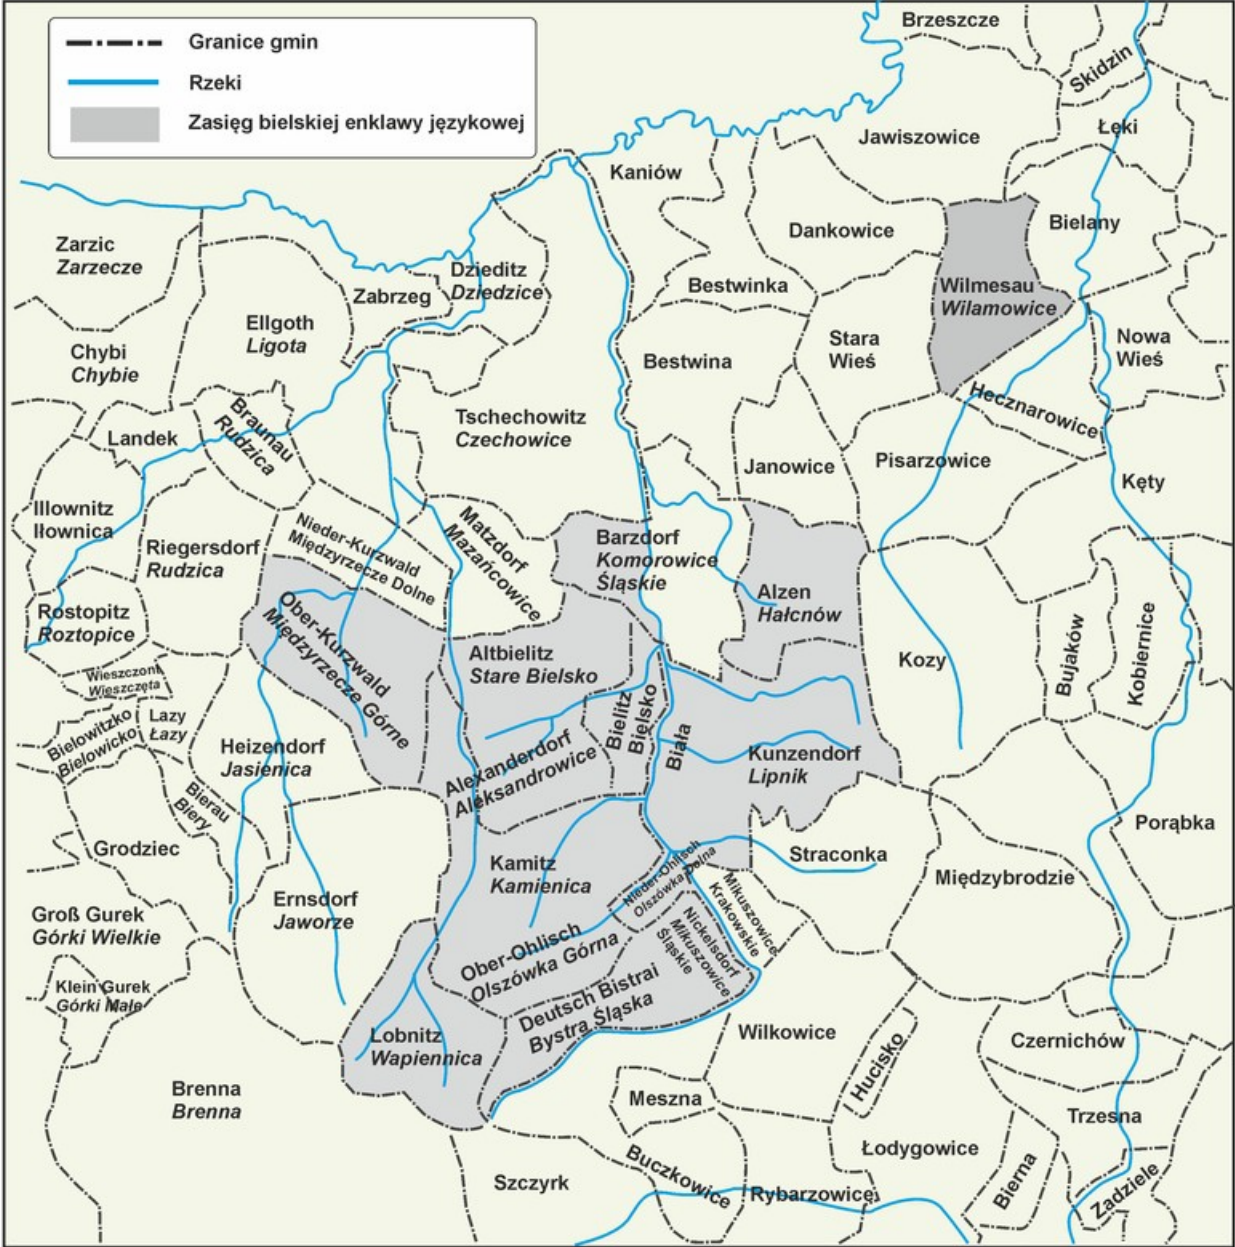 Granice gmin
Rzeki
Zasięg bielskiej enklawy językowej
Brzeszcze
Skidzin
Łęki
Jawiszowice
Kaniów
Bielany
Dankowice
Zarzic
Zarzecze
Dzieditz
Dziedzice
Zabrzeg
Bestwinka
Wilmesau
Wilamowice
Ellgoth
Ligota
Chybi
Chybie
Stara
Wieś
Nowa
Wieś
Bestwina
Hecznarowice
Tschechowitz
Czechowice
Braunau
Rudzica
Landek
Janowice
Pisarzowice
Kęty
Illownitz
Iłownica
Riegersdorf
Rudzica
Nieder-Kurzwald
Międzyrzecze Dolne
Matzdorf
Mazańcowice
Barzdorf
Komorowice
Śląskie
Alzen
Hałcnów
Rostopitz
Roztopice
Ober-Kurzwald
Międzyrzecze Górne
Altbielitz
Stare Bielsko
Kozy
Bujaków
Kobiernice
Wieszczont
Wieszczęta
Bielowitzko
Bielowicko
Lazy
Łazy
Heizendorf
Jasienica
Alexanderdorf
Aleksandrowice
Bielitz
Bielsko
Biała
Kunzendorf
Lipnik
Bierau
Biery
Porąbka
Grodziec
Kamitz
Kamienica
Straconka
Międzybrodzie
Nieder-Ohlisch
Olszówka Dolna
Mikuszowice
Krakowskie
Ernsdorf
Jaworze
Groß Gurek
Górki Wielkie
Nickelsdorf
Mikuszowice
Śląskie
Ober-Ohlisch
Olszówka Górna
Klein Gurek
Górki Małe
Deutsch Bistrai
Bystra Śląska
Lobnitz
Wapiennica
Wilkowice
Hucisko
Czernichów
Brenna
Brenna
Meszna
Trzesna
Łodygowice
Szczyrk
Buczkowice
Rybarzowice
Bierna
Zadziele